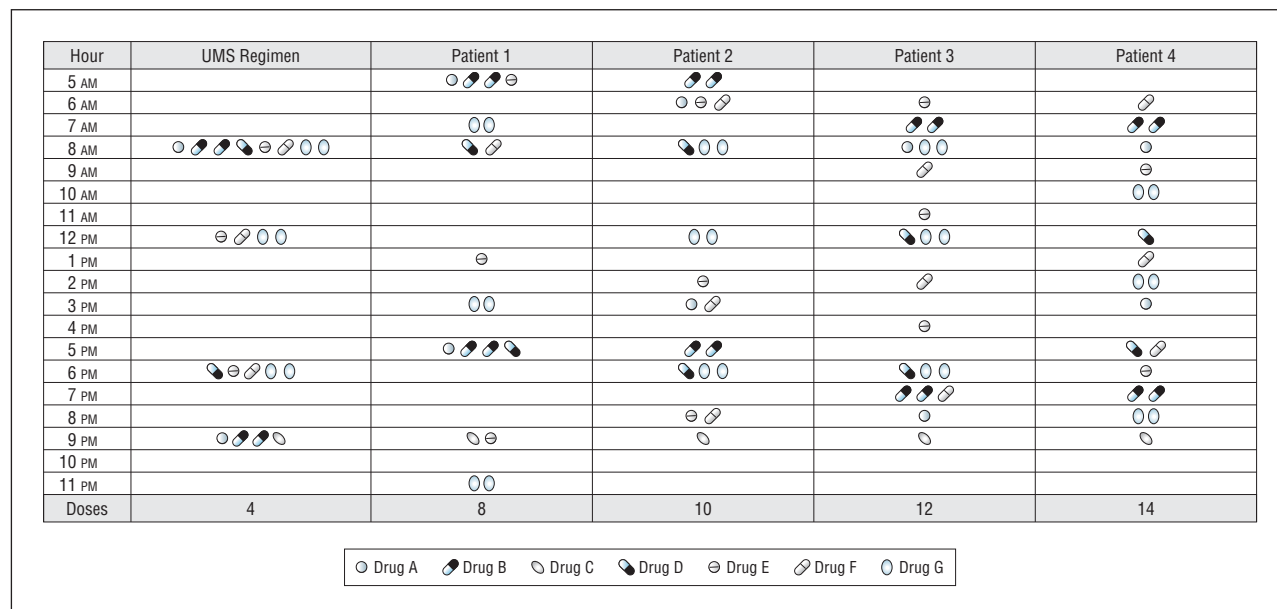 Hour UMS Regimen Patient 1 Patient 2 Patient 3 Patient 4
5 AM
6 AM
7 AM
8 AM
9 AM
10 AM
11 AM
12 PM
1 PM
2 PM
3 PM
4 PM
5 PM
6 PM
7 PM
8 PM
9 PM
10 PM
11 PM
Doses 4 8 10 12 14
Drug A Drug B Drug C Drug D Drug E Drug F Drug G